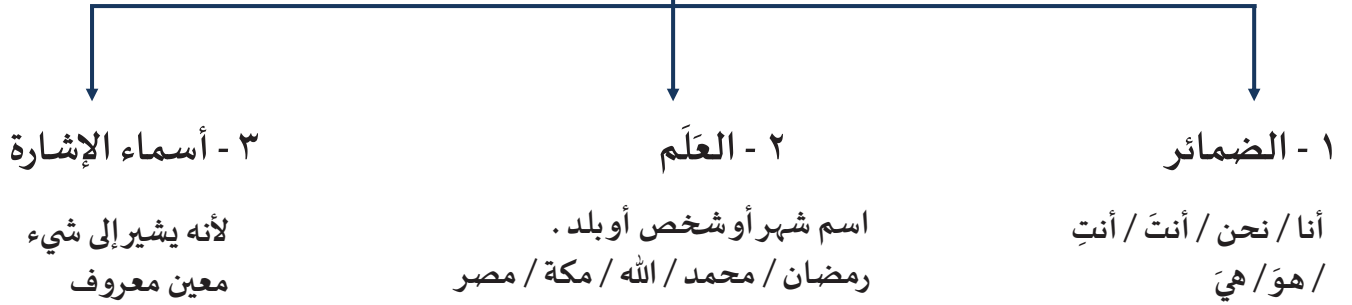 ١ - الضمائر
أنا / نحن / أنتَ / أنتِ
/ هوَ / هيَ
٢ - العَلَم
اسم شهر أو شخص أو بلد .
رمضان / محمد / الله / مكة / مصر
٣ - أسماء الإشارة
لأنه يشير إلى شيء
معين معروف